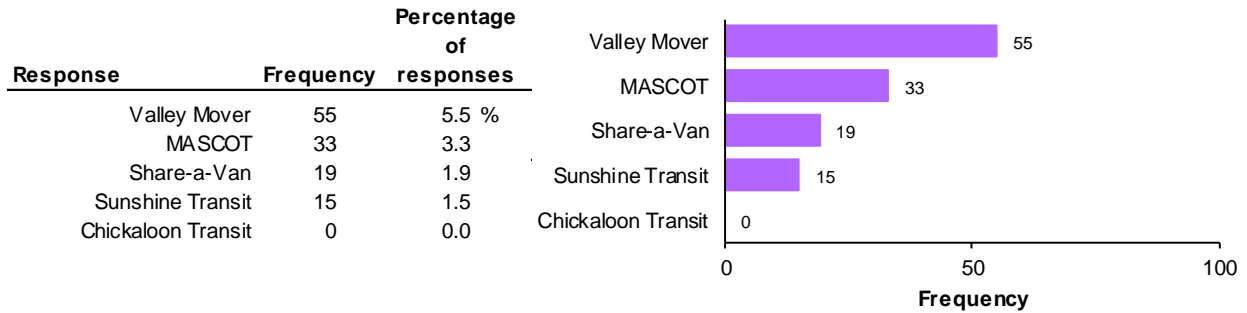 Percentage
of
Response Frequency responses
Valley Mover 55 5.5 %
MASCOT 33 3.3
Share-a-Van 19 1.9
Sunshine Transit 15 1.5
Chickaloon Transit 0 0.0
Valley Mover 55
MASCOT 33
Share-a-Van 19
Sunshine Transit 15
Chickaloon Transit 0
0 50 100
Frequency